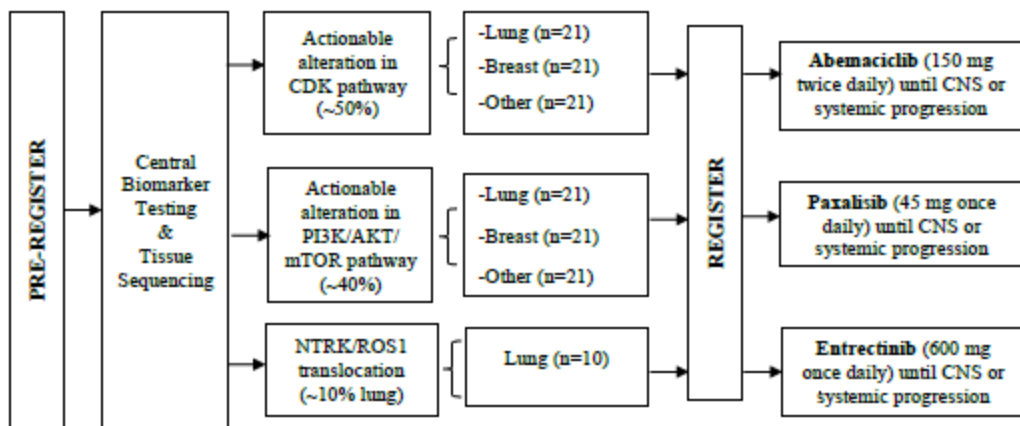 PRE-REGISTER
Central
Biomarker
Testing
&
Tissue
Sequencing
Actionable
alteration in
CDK pathway
(~50%)
-Lung (n=21)
-Breast (n=21)
-Other (n=21)
Actionable
alteration in
PI3K/AKT/
mTOR pathway
(~40%)
-Lung (n=21)
-Breast (n=21)
-Other (n=21)
NTRK/ROS1
translocation
(~10% lung)
Lung (n=10)
REGISTER
Abemaciclib (150 mg
twice daily) until CNS or
systemic progression
Paxalisib (45 mg once
daily) until CNS or
systemic progression
Entrectinib (600 mg
once daily) until CNS or
systemic progression